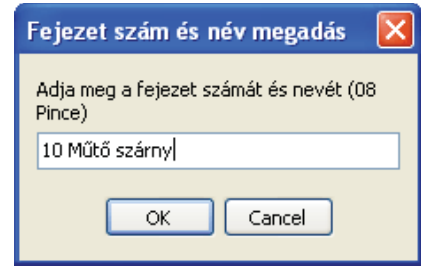 Fejezet szám és név megadás
Adja meg a fejezet számát és nevét (08
Pince)
10 Műtő szárny
OK Cancel